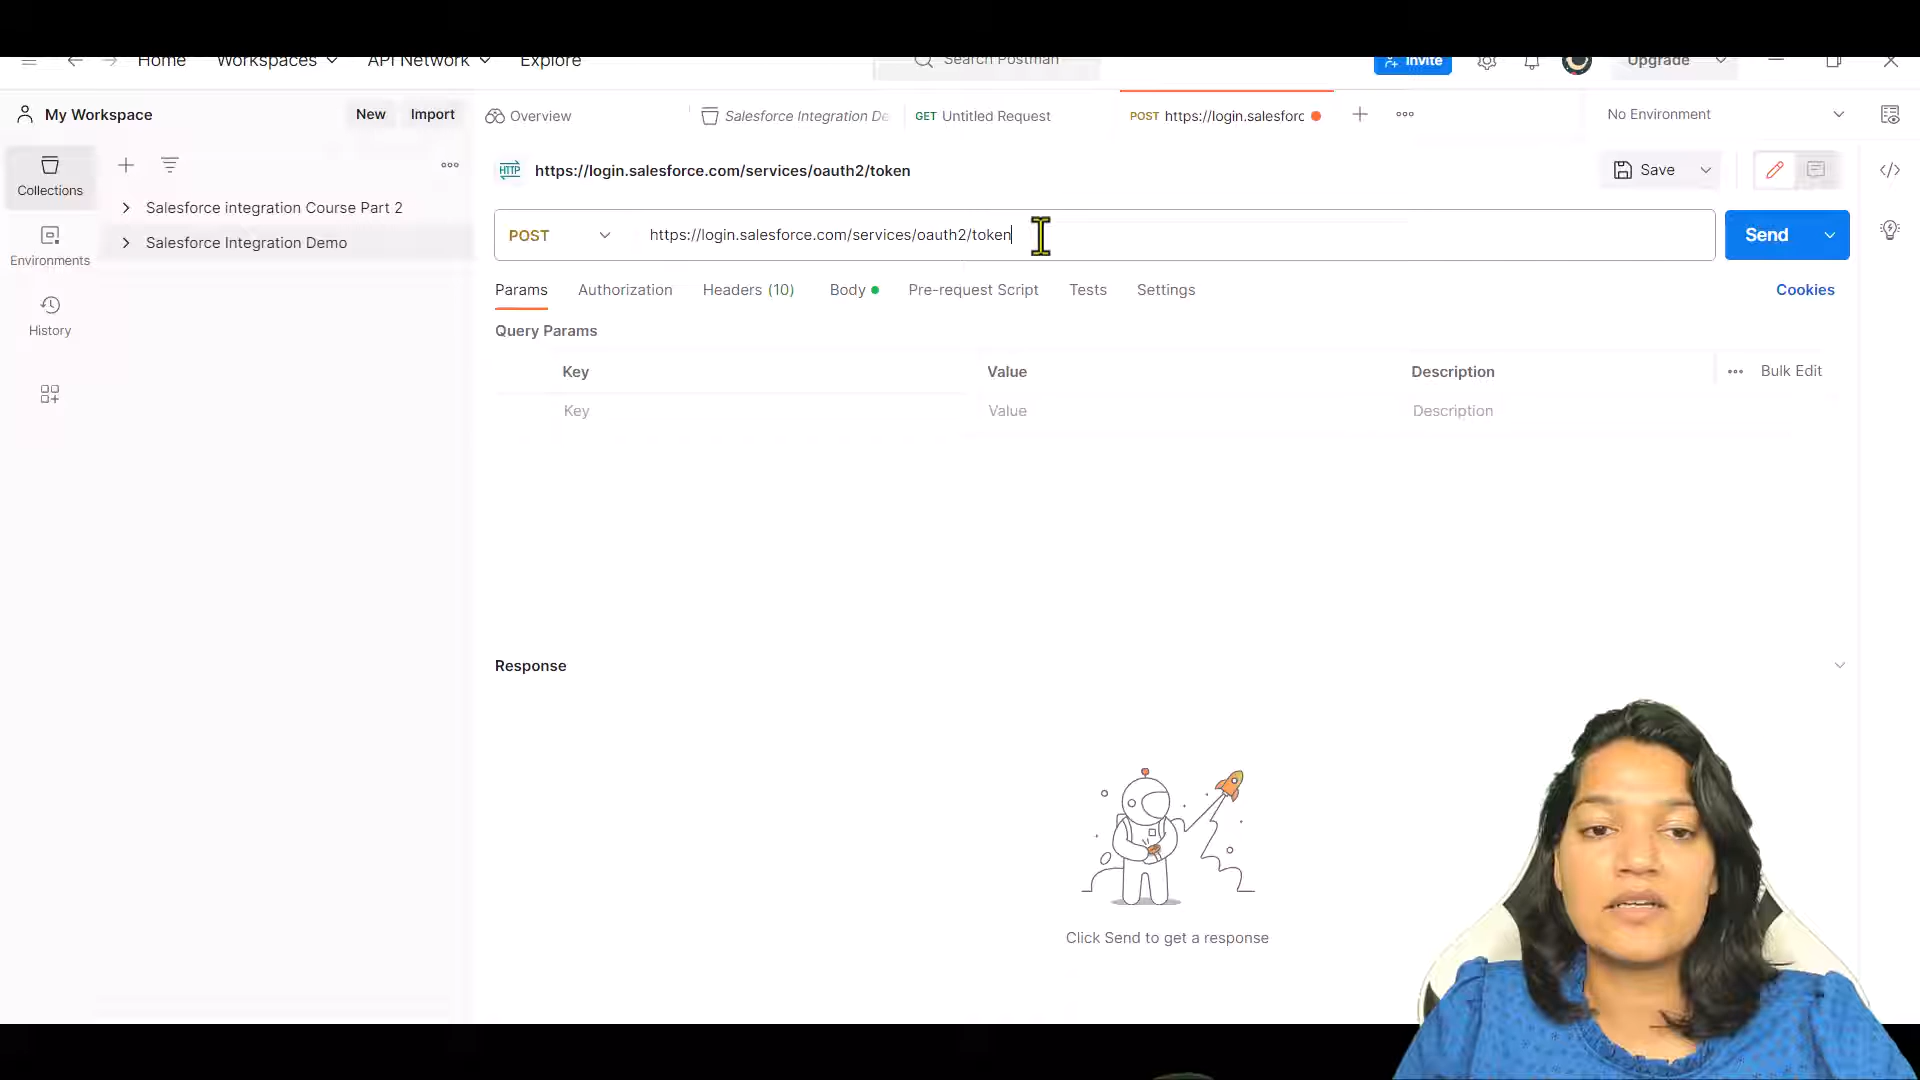 Home Workspaces API Network Explore Search Postman Invite Upgrade
My Workspace New Import Overview Salesforce Integration De GET Untitled Request POST https://login.salesforc No Environment
Collections
Salesforce integration Course Part 2
Salesforce Integration Demo
Environments
History
HTTP https://login.salesforce.com/services/oauth2/token Save
POST https://login.salesforce.com/services/oauth2/token Send
Params Authorization Headers (10) Body Pre-request Script Tests Settings Cookies
Query Params
Key Value Description Bulk Edit
Key Value Description
Response
Click Send to get a response